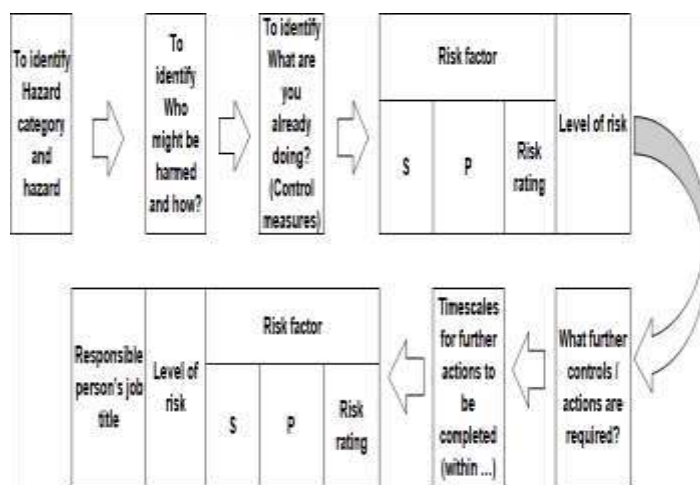 To identify
Hazard
category
and
hazard
To
identify
Who
might be
harmed
and how?
To identify
What are
you
already
doing?
(Control
measures)
Risk factor
S
P
Risk
rating
Level of risk
What further
controls /
actions are
required?
Timescales
for further
actions to
be
completed
(within ...)
Risk factor
S
P
Risk
rating
Level of
risk
Responsible
person's job
title